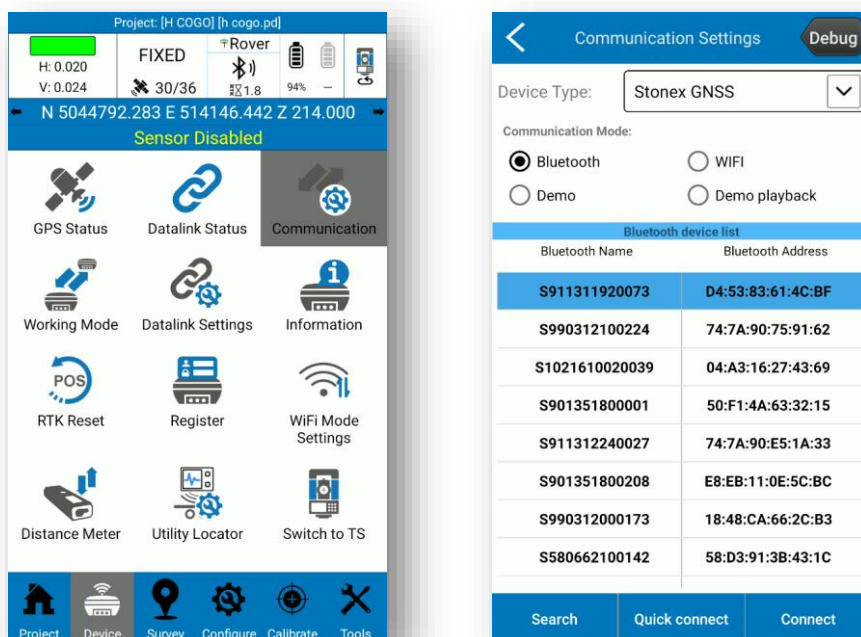 Project: [H COGO] [h cogo.pd]
H: 0.020
V: 0.024
FIXED
30/36
Rover
1.8
94%
–
N 5044792.283 E 514146.442 Z 214.000
Sensor Disabled
GPS Status
Datalink Status
Communication
Working Mode
Datalink Settings
Information
POS
RTK Reset
Register
WiFi Mode
Settings
Distance Meter
Utility Locator
Switch to TS
Project
Device
Survey
Configure
Calibrate
Tools
Communication Settings
Debug
Device Type:
Stonex GNSS
Communication Mode:
Bluetooth
WIFI
Demo
Demo playback
Bluetooth device list
Bluetooth Name Bluetooth Address
S911311920073 D4:53:83:61:4C:BF
S990312100224 74:7A:90:75:91:62
S1021610020039 04:A3:16:27:43:69
S901351800001 50:F1:4A:63:32:15
S911312240027 74:7A:90:E5:1A:33
S901351800208 E8:EB:11:0E:5C:BC
S990312000173 18:48:CA:66:2C:B3
S580662100142 58:D3:91:3B:43:1C
Search
Quick connect
Connect